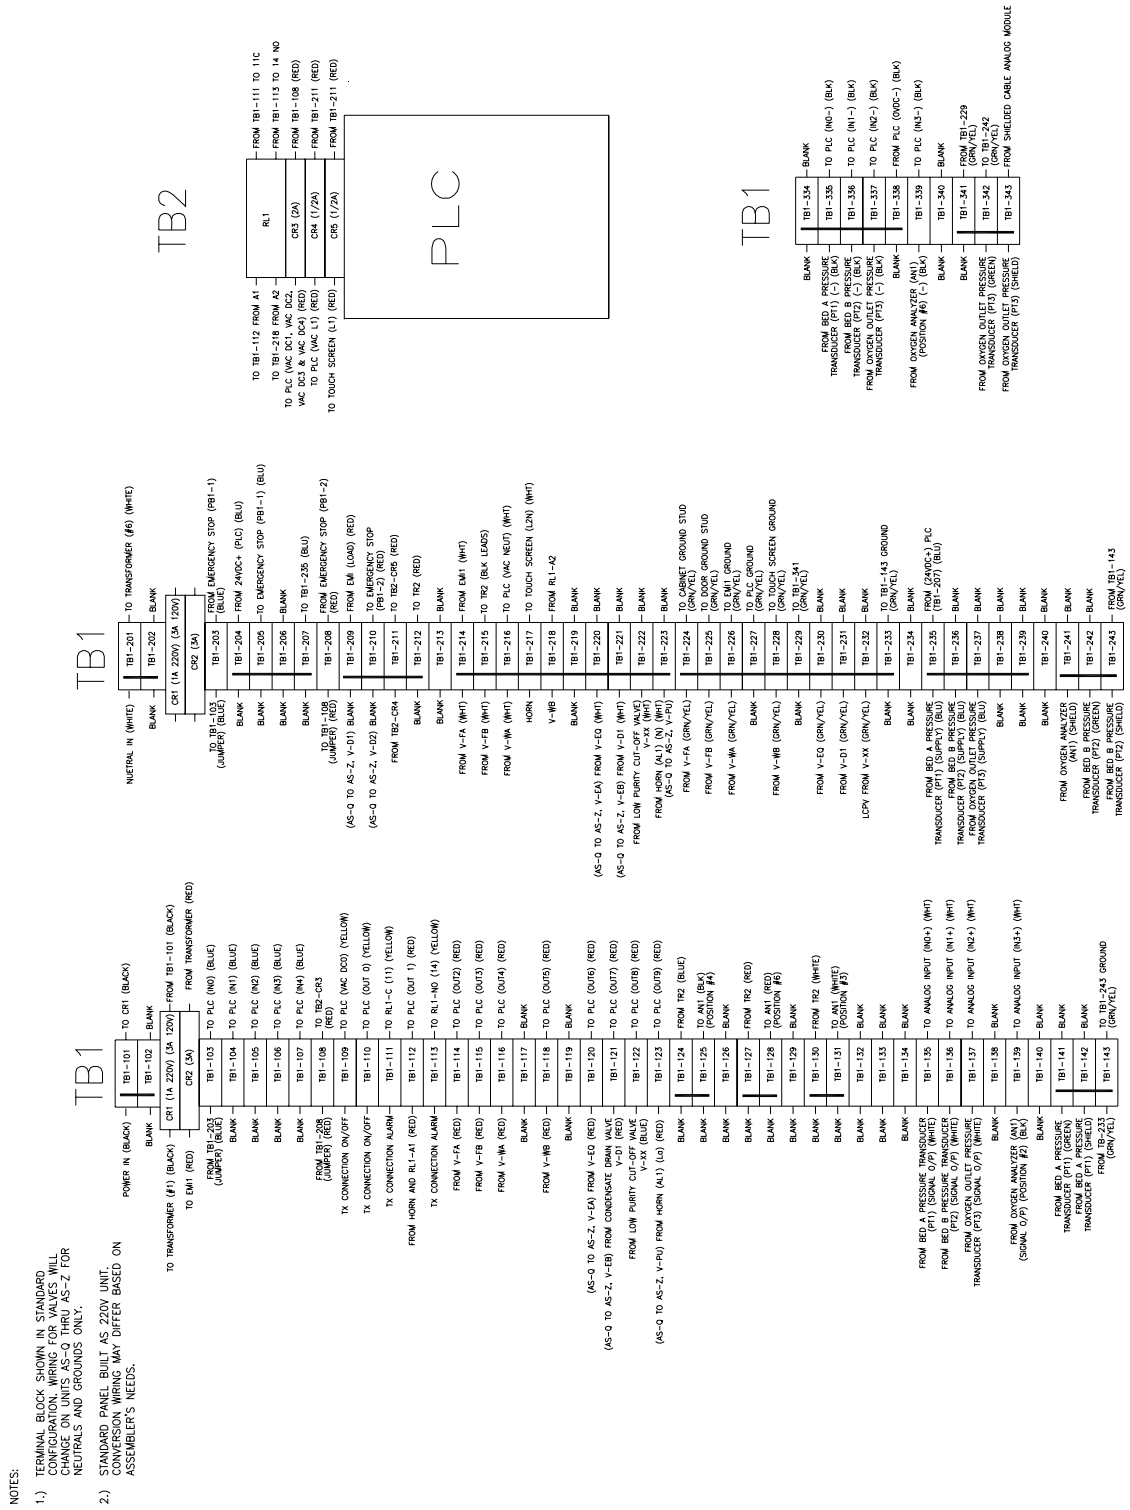 NOTES:
1.) TERMINAL BLOCK SHOWN IN STANDARD
CONFIGURATION. WIRING FOR VALVES WILL
CHANGE ON UNITS AS-Q THRU AS-Z FOR
NEUTRALS AND GROUNDS ONLY.
2.) STANDARD PANEL BUILT AS 220V UNIT.
CONVERSION WIRING MAY DIFFER BASED ON
ASSEMBLER'S NEEDS.
TB1
POWER IN (BLACK) TB1-101 TO CR1 (BLACK)
BLANK TB1-102 BLANK
TO TRANSFORMER (#1) (BLACK) CR1 (1A 220V) (3A 120V) FROM TB1-101 (BLACK)
TO EMI1 (RED) CR2 (3A) FROM TRANSFORMER (RED)
FROM TB1-203
(JUMPER) (BLUE) TB1-103 TO PLC (IN0) (BLUE)
BLANK TB1-104 TO PLC (IN1) (BLUE)
BLANK TB1-105 TO PLC (IN2) (BLUE)
BLANK TB1-106 TO PLC (IN3) (BLUE)
BLANK TB1-107 TO PLC (IN4) (BLUE)
FROM TB1-208
(JUMPER) (RED) TB1-108 TO TB2-CR3
(RED)
TX CONNECTION ON/OFF TB1-109 TO PLC (VAC DC0) (YELLOW)
TX CONNECTION ON/OFF TB1-110 TO PLC (OUT 0) (YELLOW)
TX CONNECTION ALARM TB1-111 TO RL1-C (11) (YELLOW)
FROM HORN AND RL1-A1 (RED) TB1-112 TO PLC (OUT 1) (RED)
TX CONNECTION ALARM TB1-113 TO RL1-NO (14) (YELLOW)
FROM V-FA (RED) TB1-114 TO PLC (OUT2) (RED)
FROM V-FB (RED) TB1-115 TO PLC (OUT3) (RED)
FROM V-WA (RED) TB1-116 TO PLC (OUT4) (RED)
BLANK TB1-117 BLANK
FROM V-WB (RED) TB1-118 TO PLC (OUT5) (RED)
BLANK TB1-119 BLANK
(AS-Q TO AS-Z, V-EA) FROM V-EQ (RED) TB1-120 TO PLC (OUT6) (RED)
(AS-Q TO AS-Z, V-EB) FROM CONDENSATE DRAIN VALVE
V-D1 (RED) TB1-121 TO PLC (OUT7) (RED)
FROM LOW PURITY CUT-OFF VALVE
V-XX (BLUE) TB1-122 TO PLC (OUT8) (RED)
(AS-Q TO AS-Z, V-PU) FROM HORN (AL1) (Lo) (RED) TB1-123 TO PLC (OUT9) (RED)
BLANK TB1-124 FROM TR2 (BLUE)
BLANK TB1-125 TO AN1 (BLK)
(POSITION #4)
BLANK TB1-126 BLANK
BLANK TB1-127 FROM TR2 (RED)
BLANK TB1-128 TO AN1 (RED)
(POSITION #6)
BLANK TB1-129 BLANK
BLANK TB1-130 FROM TR2 (WHITE)
BLANK TB1-131 TO AN1 (WHITE)
(POSITION #3)
BLANK TB1-132 BLANK
BLANK TB1-133 BLANK
BLANK TB1-134 BLANK
FROM BED A PRESSURE TRANSDUCER
(PT1) (SIGNAL O/P) (WHITE) TB1-135 TO ANALOG INPUT (IN0+) (WHT)
FROM BED B PRESSURE TRANSDUCER
(PT2) (SIGNAL O/P) (WHITE) TB1-136 TO ANALOG INPUT (IN1+) (WHT)
FROM OXYGEN OUTLET PRESSURE
TRANSDUCER (PT3) (SIGNAL O/P) (WHITE) TB1-137 TO ANALOG INPUT (IN2+) (WHT)
BLANK TB1-138 BLANK
FROM OXYGEN ANALYZER (AN1)
(SIGNAL O/P) (POSITION #2) (BLK) TB1-139 TO ANALOG INPUT (IN3+) (WHT)
BLANK TB1-140 BLANK
FROM BED A PRESSURE
TRANSDUCER (PT1) (GREEN) TB1-141 BLANK
FROM BED A PRESSURE
TRANSDUCER (PT1) (SHIELD) TB1-142 BLANK
FROM TB-233
(GRN/YEL) TB1-143 TO TB1-243 GROUND
(GRN/YEL)
TB1
NUETRAL IN (WHITE) TB1-201 TO TRANSFORMER (#6) (WHITE)
BLANK TB1-202 BLANK
CR1 (1A 220V) (3A 120V)
CR2 (3A)
TO TB1-103
(JUMPER) (BLUE) TB1-203 FROM EMERGENCY STOP (PB1-1)
(BLUE)
BLANK TB1-204 FROM 24VDC+ (PLC) (BLU)
BLANK TB1-205 TO EMERGENCY STOP (PB1-1) (BLU)
BLANK TB1-206 BLANK
BLANK TB1-207 TO TB1-235 (BLU)
TO TB1-108
(JUMPER) (RED) TB1-208 FROM EMERGENCY STOP (PB1-2)
(RED)
(AS-Q TO AS-Z, V-D1) BLANK TB1-209 FROM EMI (LOAD) (RED)
(AS-Q TO AS-Z, V-D2) BLANK TB1-210 TO EMERGENCY STOP
(PB1-2) (RED)
FROM TB2-CR4 TB1-211 TO TB2-CR5 (RED)
BLANK TB1-212 TO TR2 (RED)
BLANK TB1-213 BLANK
FROM V-FA (WHT) TB1-214 FROM EMI1 (WHT)
FROM V-FB (WHT) TB1-215 TO TR2 (BLK LEADS)
FROM V-WA (WHT) TB1-216 TO PLC (VAC NEUT) (WHT)
HORN TB1-217 TO TOUCH SCREEN (L2N) (WHT)
V-WB TB1-218 FROM RL1-A2
BLANK TB1-219 BLANK
(AS-Q TO AS-Z, V-EA) FROM V-EQ (WHT) TB1-220 BLANK
(AS-Q TO AS-Z, V-EB) FROM V-D1 (WHT) TB1-221 BLANK
FROM LOW PURITY CUT-OFF VALVE)
V-XX (WHT) TB1-222 BLANK
FROM HORN (AL1) (N) (WHT)
(AS-Q TO AS-Z, V-PU) TB1-223 BLANK
FROM V-FA (GRN/YEL) TB1-224 TO CABINET GROUND STUD
(GRN/YEL)
FROM V-FB (GRN/YEL) TB1-225 TO DOOR GROUND STUD
(GRN/YEL)
FROM V-WA (GRN/YEL) TB1-226 TO EMI1 GROUND
(GRN/YEL)
BLANK TB1-227 TO PLC GROUND
(GRN/YEL)
FROM V-WB (GRN/YEL) TB1-228 TO TOUCH SCREEN GROUND
(GRN/YEL)
BLANK TB1-229 TO TB1-341
(GRN/YEL)
FROM V-EQ (GRN/YEL) TB1-230 BLANK
FROM V-D1 (GRN/YEL) TB1-231 BLANK
LCPV FROM V-XX (GRN/YEL) TB1-232 BLANK
BLANK TB1-233 TO TB1-143 GROUND
(GRN/YEL)
BLANK TB1-234 BLANK
FROM BED A PRESSURE
TRANSDUCER (PT1) (SUPPLY) (BLU) TB1-235 FROM (24VDC+) PLC
(TB1-207) (BLU)
FROM BED B PRESSURE
TRANSDUCER (PT2) (SUPPLY) (BLU) TB1-236 BLANK
FROM OXYGEN OUTLET PRESSURE
TRANSDUCER (PT3) (SUPPLY) (BLU) TB1-237 BLANK
BLANK TB1-238 BLANK
BLANK TB1-239 BLANK
BLANK TB1-240 BLANK
FROM OXYGEN ANALYZER
(AN1) (SHIELD) TB1-241 BLANK
FROM BED B PRESSURE
TRANSDUCER (PT2) (GREEN) TB1-242 BLANK
FROM BED B PRESSURE
TRANSDUCER (PT2) (SHIELD) TB1-243 FROM TB1-143
(GRN/YEL)
TB2
TO TB1-112 FROM A1 RL1 FROM TB1-111 TO 11C
TO TB1-218 FROM A2 FROM TB1-113 TO 14 NO
TO PLC (VAC DC1, VAC DC2,
VAC DC3 & VAC DC4) (RED) CR3 (2A) FROM TB1-108 (RED)
TO PLC (VAC L1) (RED) CR4 (1/2A) FROM TB1-211 (RED)
TO TOUCH SCREEN (L1) (RED) CR5 (1/2A) FROM TB1-211 (RED)
PLC
TB1
BLANK TB1-334 BLANK
FROM BED A PRESSURE
TRANSDUCER (PT1) (-) (BLK) TB1-335 TO PLC (IN0-) (BLK)
FROM BED B PRESSURE
TRANSDUCER (PT2) (-) (BLK) TB1-336 TO PLC (IN1-) (BLK)
FROM OXYGEN OUTLET PRESSURE
TRANSDUCER (PT3) (-) (BLK) TB1-337 TO PLC (IN2-) (BLK)
BLANK TB1-338 FROM PLC (0VDC-) (BLK)
FROM OXYGEN ANALYZER (AN1)
(POSITION #6) (-) (BLK) TB1-339 TO PLC (IN3-) (BLK)
BLANK TB1-340 BLANK
BLANK TB1-341 FROM TB1-229
(GRN/YEL)
FROM OXYGEN OUTLET PRESSURE
TRANSDUCER (PT3) (GREEN) TB1-342 TO TB1-242
(GRN/YEL)
FROM OXYGEN OUTLET PRESSURE
TRANSDUCER (PT3) (SHIELD) TB1-343 FROM SHIELDED CABLE ANALOG MODULE